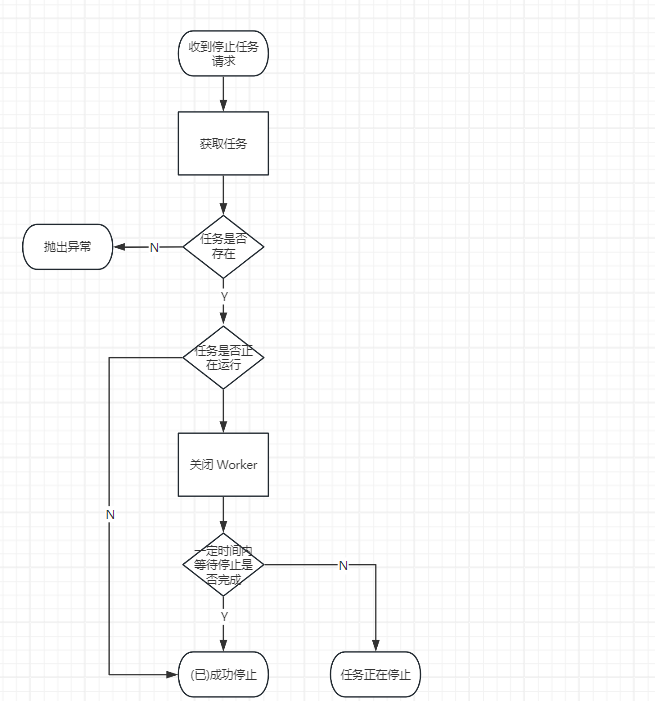 收到停止任务
请求
获取任务
任务是否
存在
N
抛出异常
Y
任务是否正
在运行
关闭 Worker
N
一定时间内
等待停止是
否完成
N
Y
(已)成功停止
任务正在停止